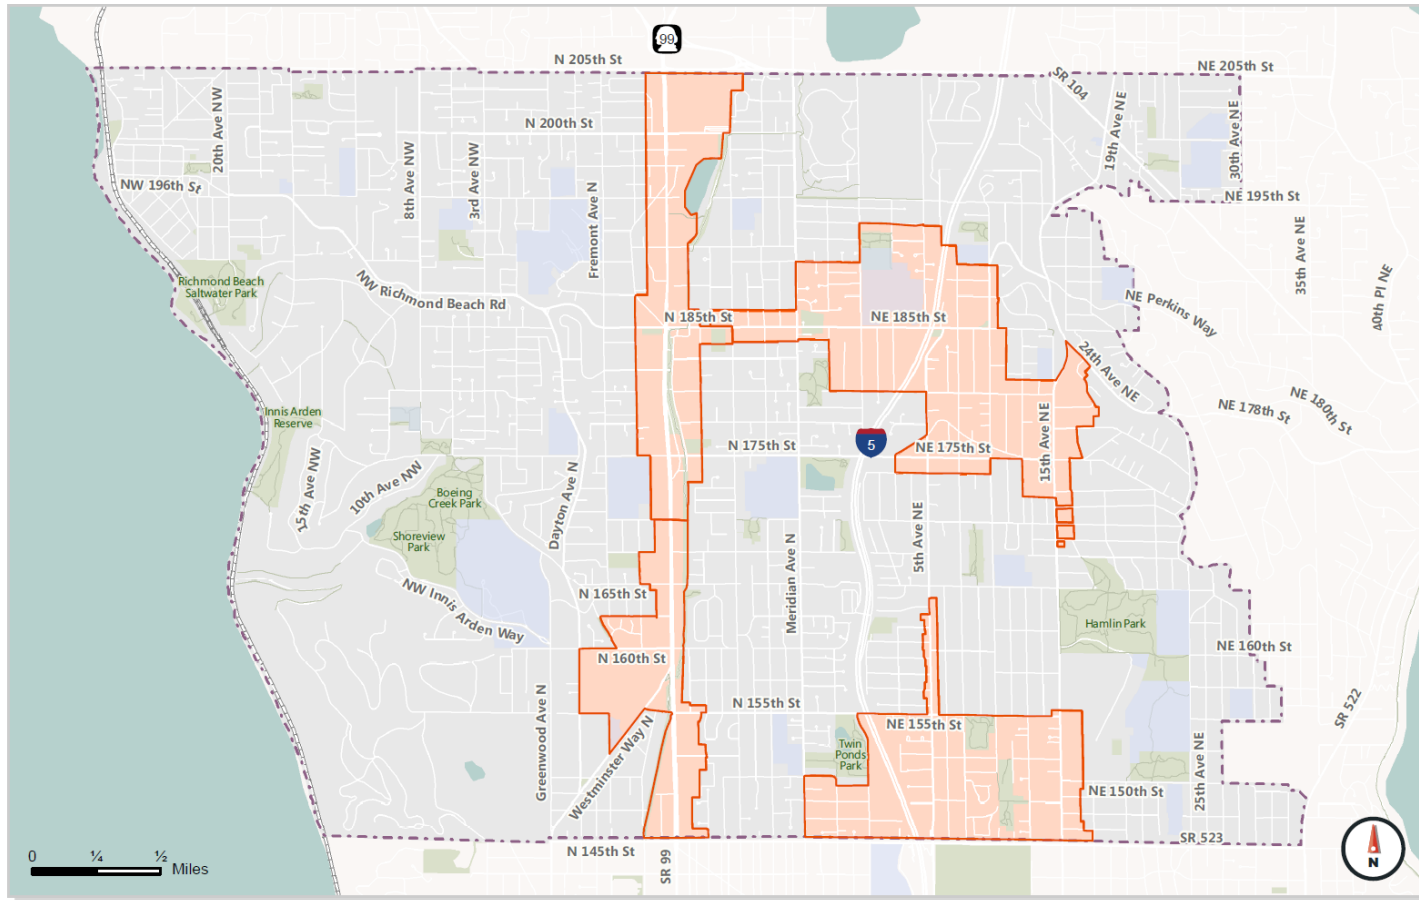 99
N 205th St
NE 205th St
SR 104
20th Ave NW
N 200th St
19th Ave NE
30th Ave NE
8th Ave NW
3rd Ave NW
NW 196th St
Fremont Ave N
NE 195th St
35th Ave NE
40th Pl NE
Richmond Beach
Saltwater Park
NW Richmond Beach Rd
N 185th St
NE 185th St
NE Perkins Way
24th Ave NE
Innis Arden
Reserve
NE 178th St
NE 180th St
15th Ave NW
10th Ave NW
N 175th St
5
NE 175th St
15th Ave NE
Boeing
Creek Park
Shoreview
Park
Dayton Ave N
5th Ave NE
Meridian Ave N
NW Innis Arden Way
N 165th St
Hamlin Park
N 160th St
NE 160th St
Greenwood Ave N
N 155th St
NE 155th St
SR 522
Westminster Way N
Twin
Ponds
Park
25th Ave NE
NE 150th St
SR 523
N 145th St
SR 99
0 ¼ ½
Miles
N